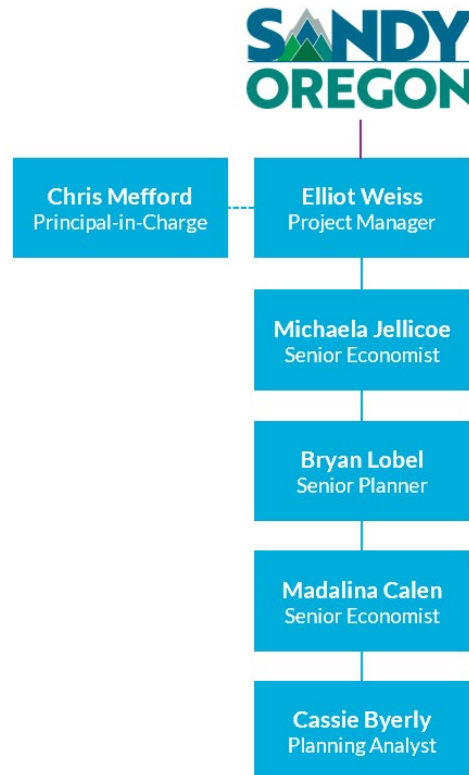 SANDY
OREGON
Chris Mefford
Principal-in-Charge
Elliot Weiss
Project Manager
Michaela Jellicoe
Senior Economist
Bryan Lobel
Senior Planner
Madalina Calen
Senior Economist
Cassie Byerly
Planning Analyst